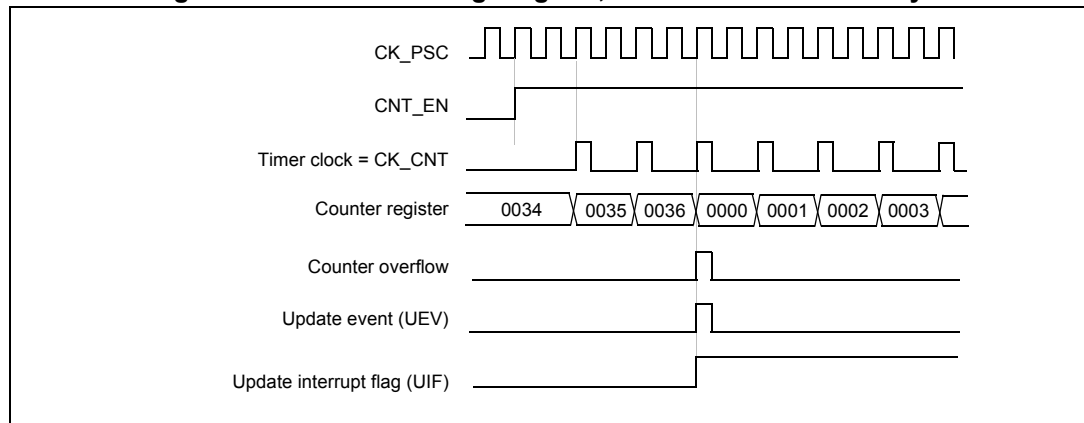 CK_PSC
CNT_EN
Timer clock = CK_CNT
Counter register 0034 0035 0036 0000 0001 0002 0003
Counter overflow
Update event (UEV)
Update interrupt flag (UIF)